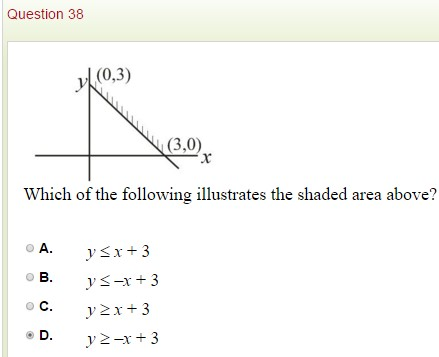 Question 38
y (0,3)
(3,0)
x
Which of the following illustrates the shaded area above?
A. y ≤ x + 3
B. y ≤ -x + 3
C. y ≥ x + 3
D. y ≥ -x + 3